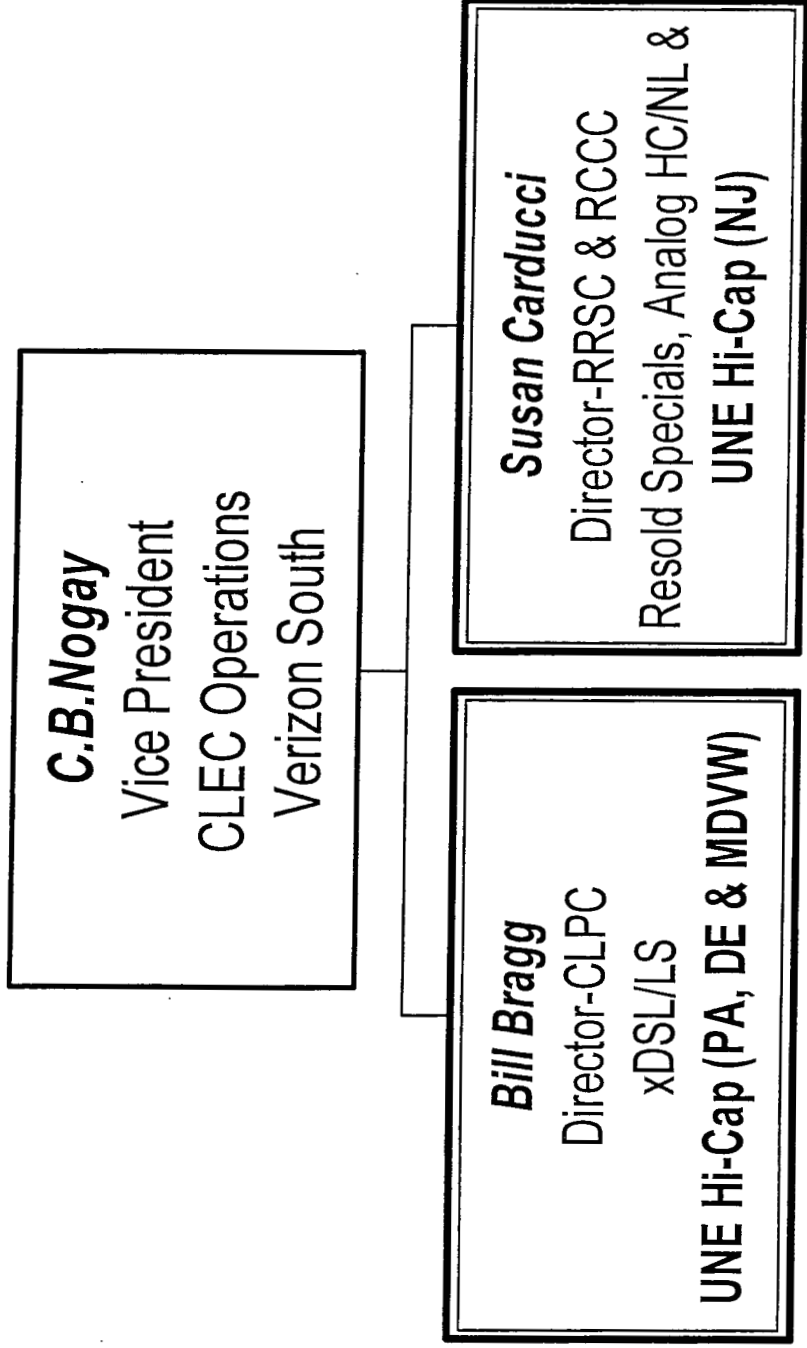 C.B.Nogay
Vice President
CLEC Operations
Verizon South
Bill Bragg
Director-CLPC
xDSL/LS
UNE Hi-Cap (PA, DE & MDVW)
Susan Carducci
Director-RRSC & RCCC
Resold Specials, Analog HC/NL &
UNE Hi-Cap (NJ)